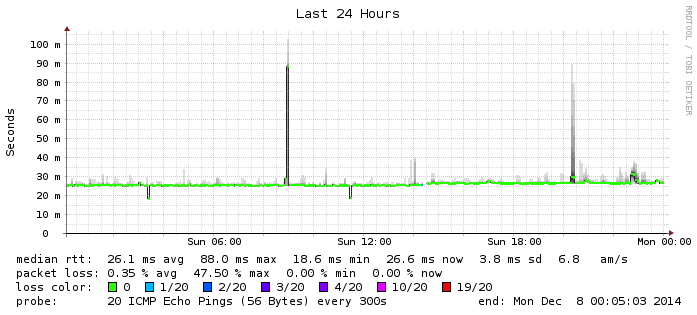 Last 24 Hours
RRDTOOL / TOBI OETIKER
Seconds
100 m
90 m
80 m
70 m
60 m
50 m
40 m
30 m
20 m
10 m
0
Sun 06:00 Sun 12:00 Sun 18:00 Mon 00:00
median rtt: 26.1 ms avg 88.0 ms max 18.6 ms min 26.6 ms now 3.8 ms sd 6.8 am/s
packet loss: 0.35 % avg 47.50 % max 0.00 % min 0.00 % now
loss color: 0 1/20 2/20 3/20 4/20 10/20 19/20
probe: 20 ICMP Echo Pings (56 Bytes) every 300s end: Mon Dec 8 00:05:03 2014